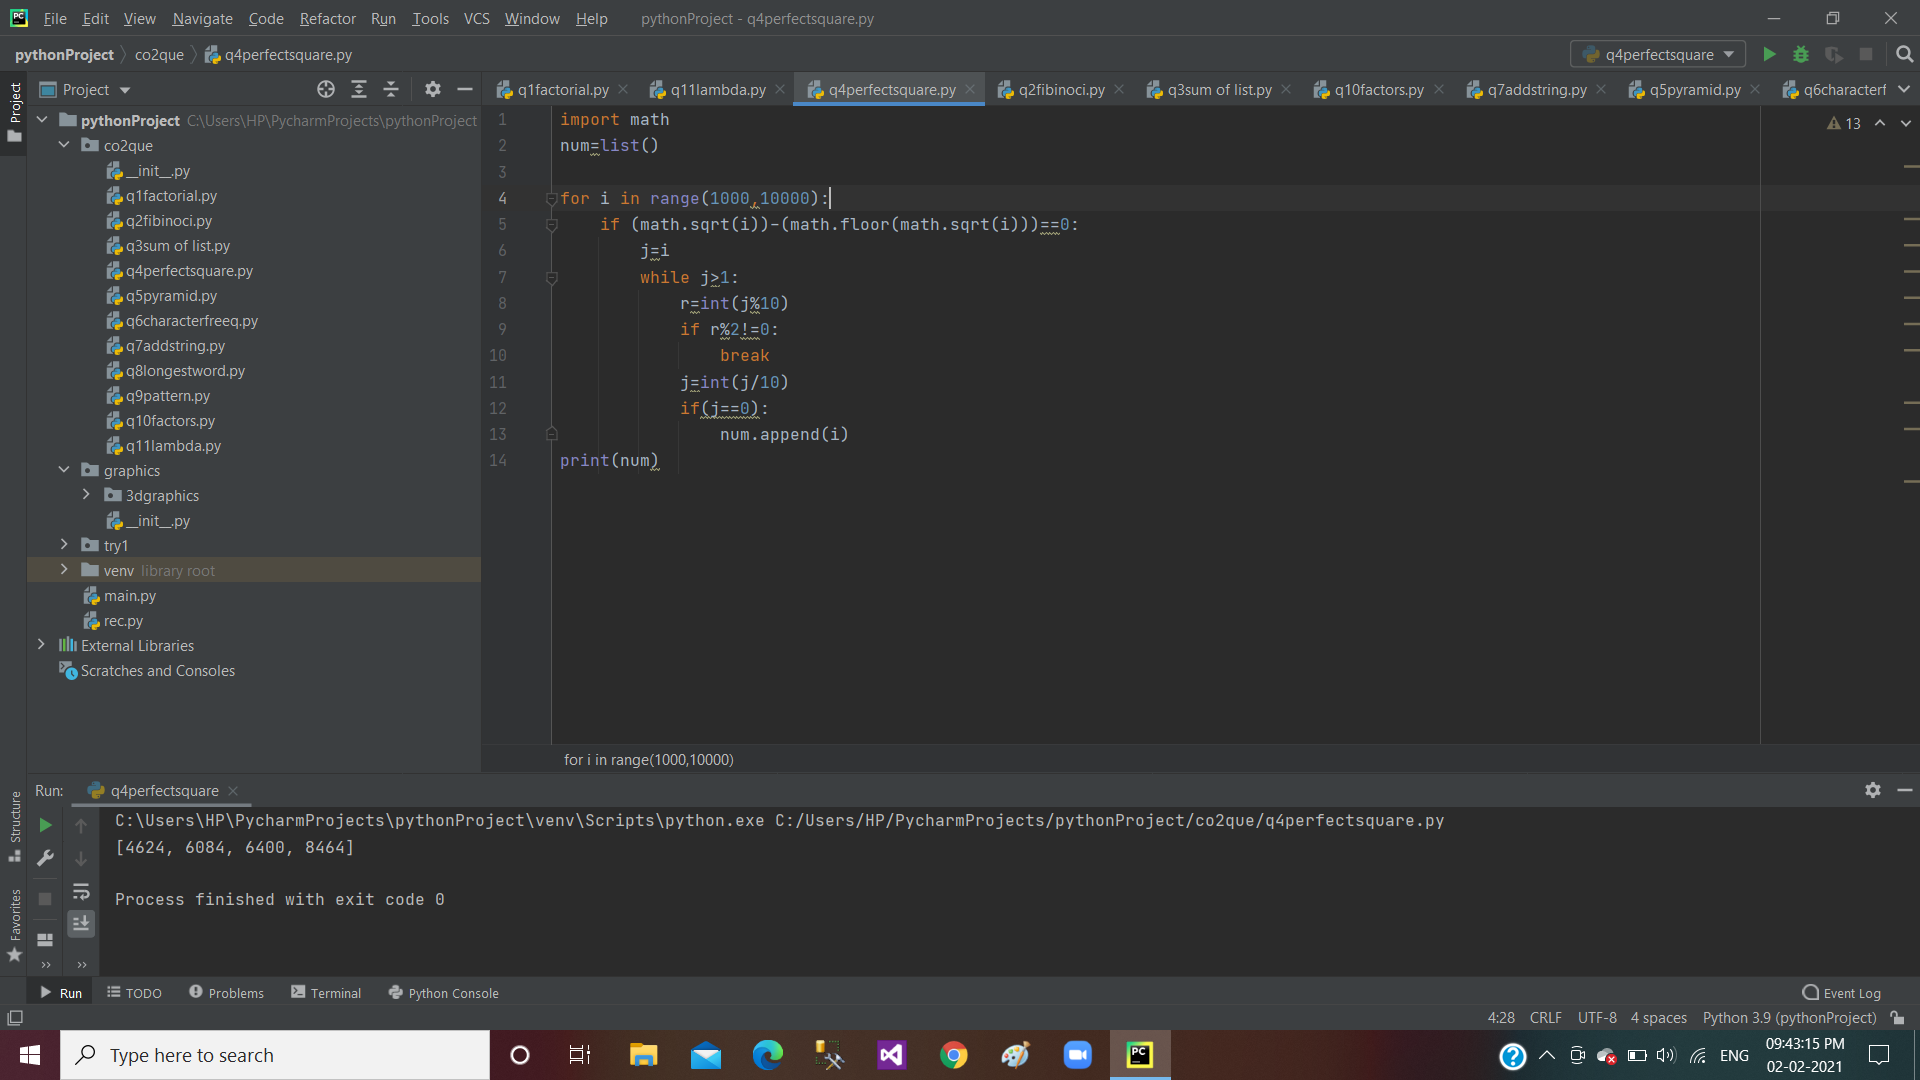 File Edit View Navigate Code Refactor Run Tools VCS Window Help pythonProject - q4perfectsquare.py
pythonProject co2que q4perfectsquare.py q4perfectsquare
Project q1factorial.py q11lambda.py q4perfectsquare.py q2fibinoci.py q3sum of list.py q10factors.py q7addstring.py q5pyramid.py q6characterf
Project
pythonProject C:\Users\HP\PycharmProjects\pythonProject
co2que
__init__.py
q1factorial.py
q2fibinoci.py
q3sum of list.py
q4perfectsquare.py
q5pyramid.py
q6characterfreeq.py
q7addstring.py
q8longestword.py
q9pattern.py
q10factors.py
q11lambda.py
graphics
3dgraphics
__init__.py
try1
venv library root
main.py
rec.py
External Libraries
Scratches and Consoles
13
1 import math
2 num=list()
3
4 for i in range(1000,10000):
5 if (math.sqrt(i))-(math.floor(math.sqrt(i)))==0:
6 j=i
7 while j>1:
8 r=int(j%10)
9 if r%2!=0:
10 break
11 j=int(j/10)
12 if(j==0):
13 num.append(i)
14 print(num)
for i in range(1000,10000)
Run: q4perfectsquare
Structure
Favorites
C:\Users\HP\PycharmProjects\pythonProject\venv\Scripts\python.exe C:/Users/HP/PycharmProjects/pythonProject/co2que/q4perfectsquare.py
[4624, 6084, 6400, 8464]
Process finished with exit code 0
Run TODO Problems Terminal Python Console Event Log
4:28 CRLF UTF-8 4 spaces Python 3.9 (pythonProject)
Type here to search
ENG
09:43:15 PM
02-02-2021